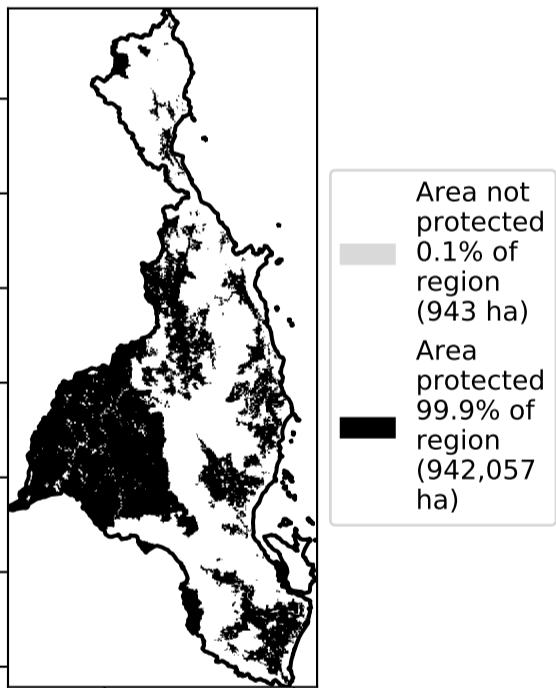 Area not
protected
0.1% of
region
(943 ha)
Area
protected
99.9% of
region
(942,057
ha)